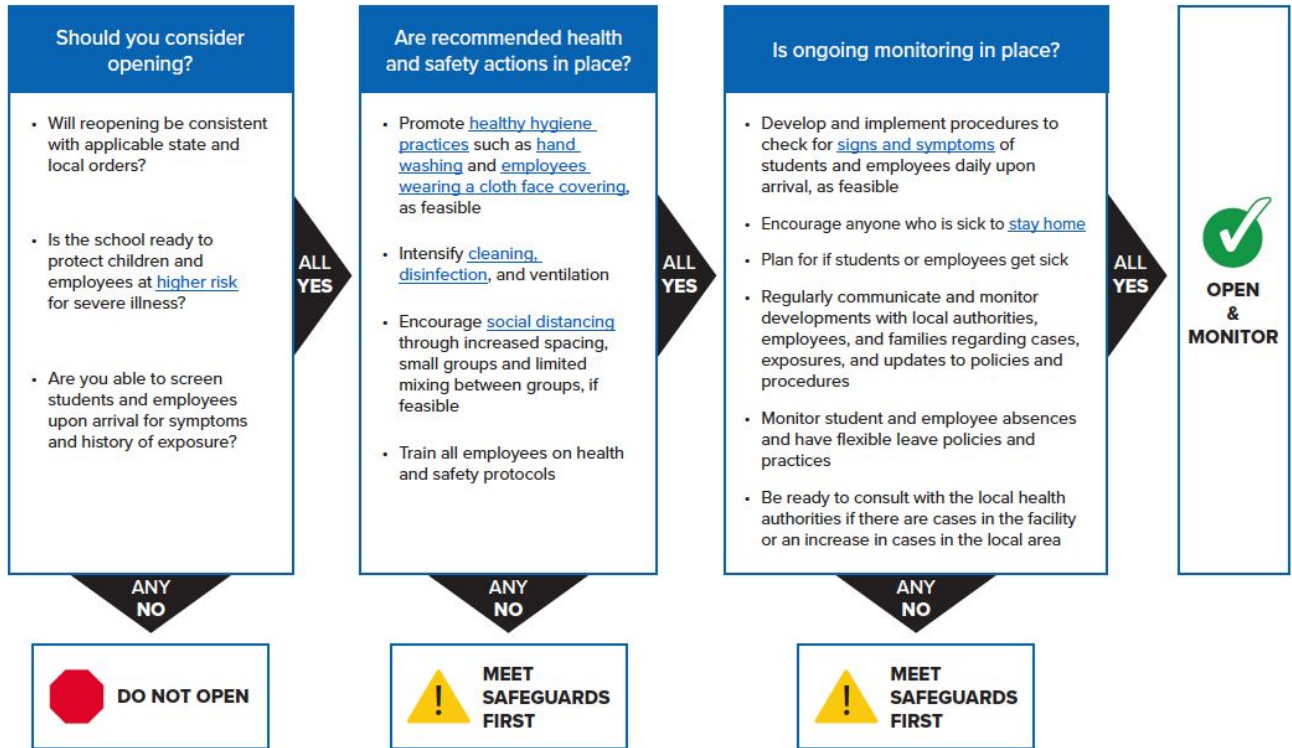 Should you consider
opening?
• Will reopening be consistent
with applicable state and
local orders?
• Is the school ready to
protect children and
employees at higher risk
for severe illness?
• Are you able to screen
students and employees
upon arrival for symptoms
and history of exposure?
ALL
YES
ANY
NO
DO NOT OPEN
Are recommended health
and safety actions in place?
• Promote healthy hygiene
practices such as hand
washing and employees
wearing a cloth face covering,
as feasible
• Intensify cleaning,
disinfection, and ventilation
• Encourage social distancing
through increased spacing,
small groups and limited
mixing between groups, if
feasible
• Train all employees on health
and safety protocols
ALL
YES
ANY
NO
!
MEET
SAFEGUARDS
FIRST
Is ongoing monitoring in place?
• Develop and implement procedures to
check for signs and symptoms of
students and employees daily upon
arrival, as feasible
• Encourage anyone who is sick to stay home
• Plan for if students or employees get sick
• Regularly communicate and monitor
developments with local authorities,
employees, and families regarding cases,
exposures, and updates to policies and
procedures
• Monitor student and employee absences
and have flexible leave policies and
practices
• Be ready to consult with the local health
authorities if there are cases in the facility
or an increase in cases in the local area
ALL
YES
ANY
NO
!
MEET
SAFEGUARDS
FIRST
OPEN
&
MONITOR